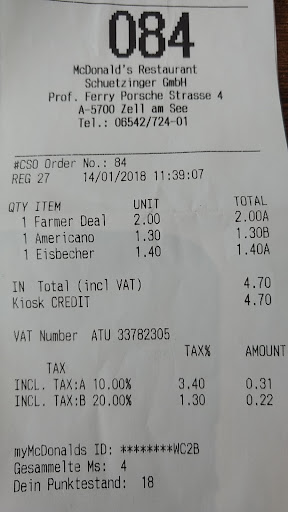 084
McDonald's Restaurant
Schuetzinger GmbH
Prof. Ferry Porsche Strasse 4
A-5700 Zell am See
Tel.: 06542/724-01
#CSO Order No.: 84
REG 27 14/01/2018 11:39:07
QTY ITEM UNIT TOTAL
1 Farmer Deal 2.00 2.00A
1 Americano 1.30 1.30B
1 Eisbecher 1.40 1.40A
IN Total (incl VAT) 4.70
Kiosk CREDIT 4.70
VAT Number ATU 33782305
TAX% AMOUNT
TAX
INCL. TAX:A 10.00% 3.40 0.31
INCL. TAX:B 20.00% 1.30 0.22
myMcDonalds ID: ********WC2B
Gesammelte Ms: 4
Dein Punktestand: 18